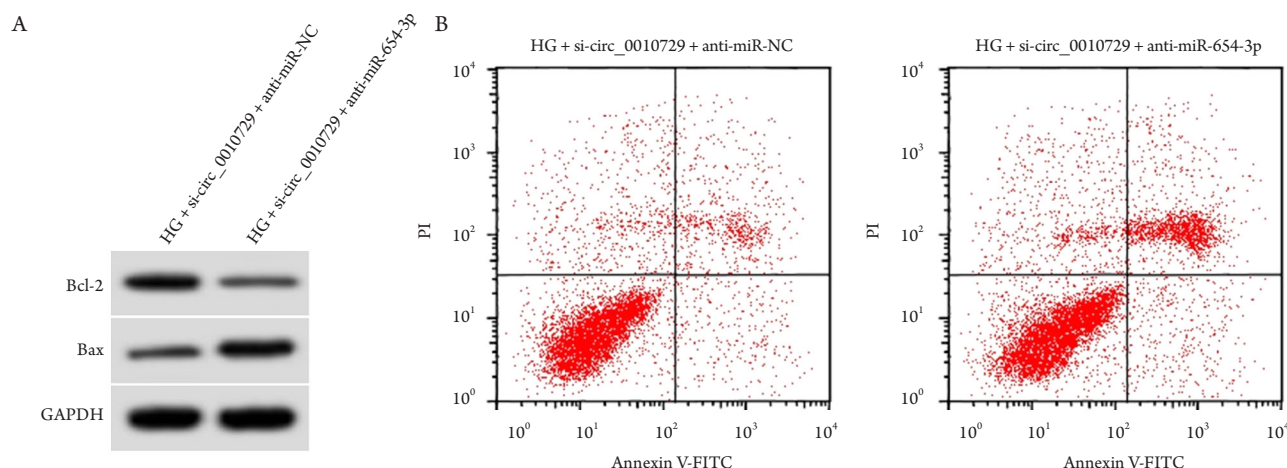 A
HG + si-circ_0010729 + anti-miR-NC
HG + si-circ_0010729 + anti-miR-654-3p
Bcl-2
Bax
GAPDH
B
HG + si-circ_0010729 + anti-miR-NC
10⁴
10³
10²
10¹
10⁰
PI
10⁰ 10¹ 10² 10³ 10⁴
Annexin V-FITC
HG + si-circ_0010729 + anti-miR-654-3p
10⁴
10³
10²
10¹
10⁰
PI
10⁰ 10¹ 10² 10³ 10⁴
Annexin V-FITC